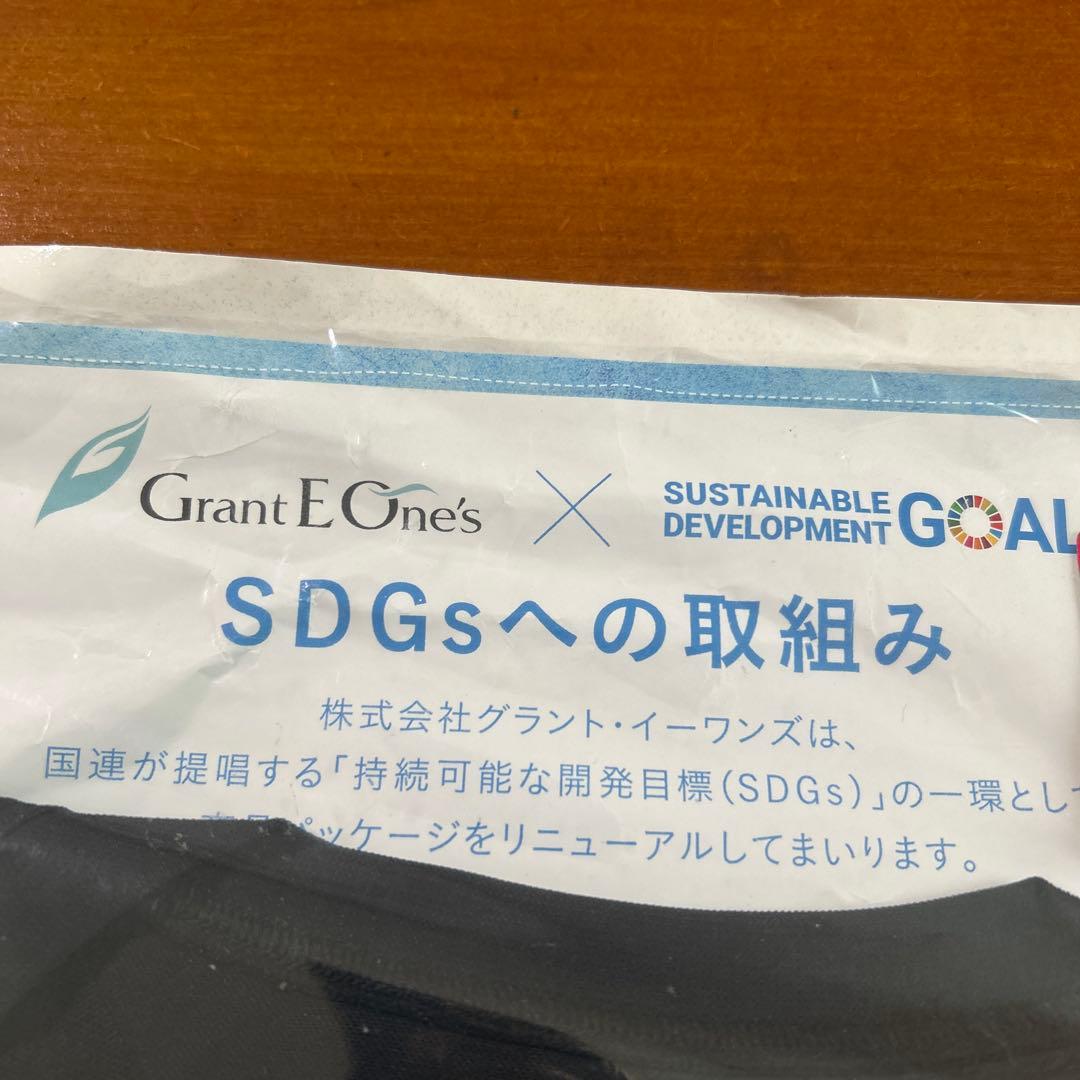 Grant E One's × SUSTAINABLE DEVELOPMENT GOAL
SDGsへの取組み
株式会社グラント・イーワンズは、
国連が提唱する「持続可能な開発目標(SDGs)」の一環とし
パッケージをリニューアルしてまいります。